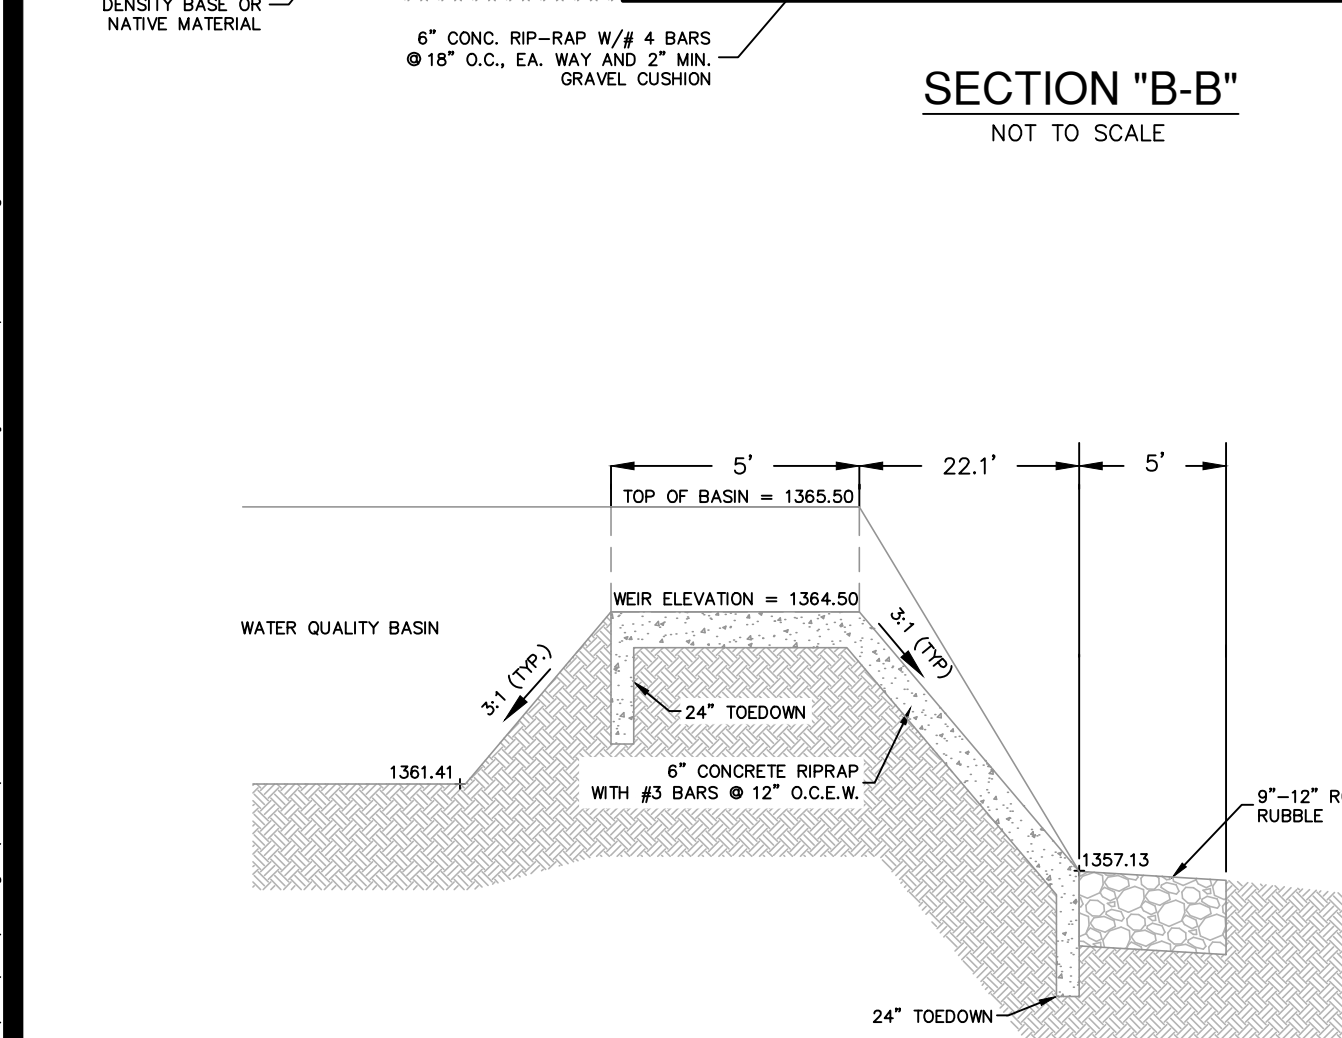 DENSITY BASE OR
NATIVE MATERIAL
6" CONC. RIP-RAP W/# 4 BARS
@ 18" O.C., EA. WAY AND 2" MIN.
GRAVEL CUSHION
SECTION "B-B"
NOT TO SCALE
5'
22.1'
5'
TOP OF BASIN = 1365.50
WEIR ELEVATION = 1364.50
WATER QUALITY BASIN
3:1 (TYP.)
3:1 (TYP)
24" TOEDOWN
1361.41
6" CONCRETE RIPRAP
WITH #3 BARS @ 12" O.C.E.W.
9"-12"
RUBBLE
1357.13
24" TOEDOWN